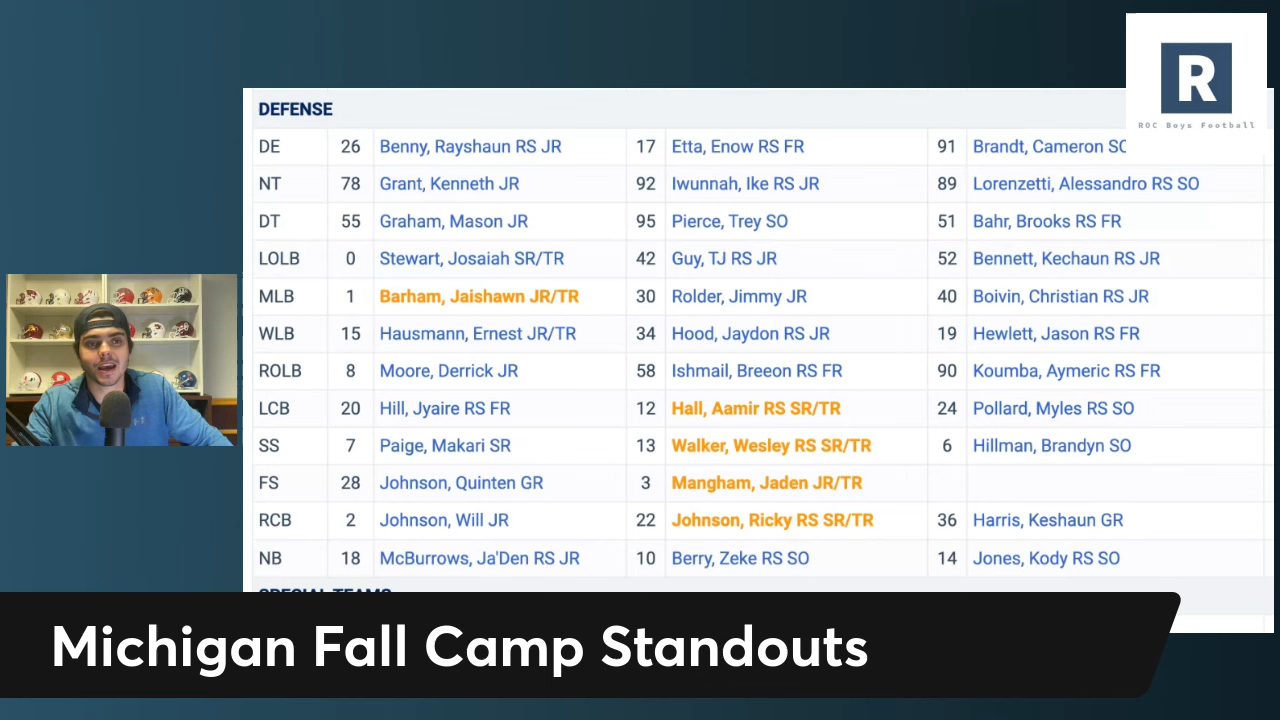 R
ROC Boys Football
DEFENSE
DE 26 Benny, Rayshaun RS JR 17 Etta, Enow RS FR 91 Brandt, Cameron SO
NT 78 Grant, Kenneth JR 92 Iwunnah, Ike RS JR 89 Lorenzetti, Alessandro RS SO
DT 55 Graham, Mason JR 95 Pierce, Trey SO 51 Bahr, Brooks RS FR
LOLB 0 Stewart, Josaiah SR/TR 42 Guy, TJ RS JR 52 Bennett, Kechaun RS JR
MLB 1 Barham, Jaishawn JR/TR 30 Rolder, Jimmy JR 40 Boivin, Christian RS JR
WLB 15 Hausmann, Ernest JR/TR 34 Hood, Jaydon RS JR 19 Hewlett, Jason RS FR
ROLB 8 Moore, Derrick JR 58 Ishmail, Breeon RS FR 90 Koumba, Aymeric RS FR
LCB 20 Hill, Jyaire RS FR 12 Hall, Aamir RS SR/TR 24 Pollard, Myles RS SO
SS 7 Paige, Makari SR 13 Walker, Wesley RS SR/TR 6 Hillman, Brandyn SO
FS 28 Johnson, Quinten GR 3 Mangham, Jaden JR/TR
RCB 2 Johnson, Will JR 22 Johnson, Ricky RS SR/TR 36 Harris, Keshaun GR
NB 18 McBurrows, Ja'Den RS JR 10 Berry, Zeke RS SO 14 Jones, Kody RS SO
SPECIAL TEAMS
Michigan Fall Camp Standouts